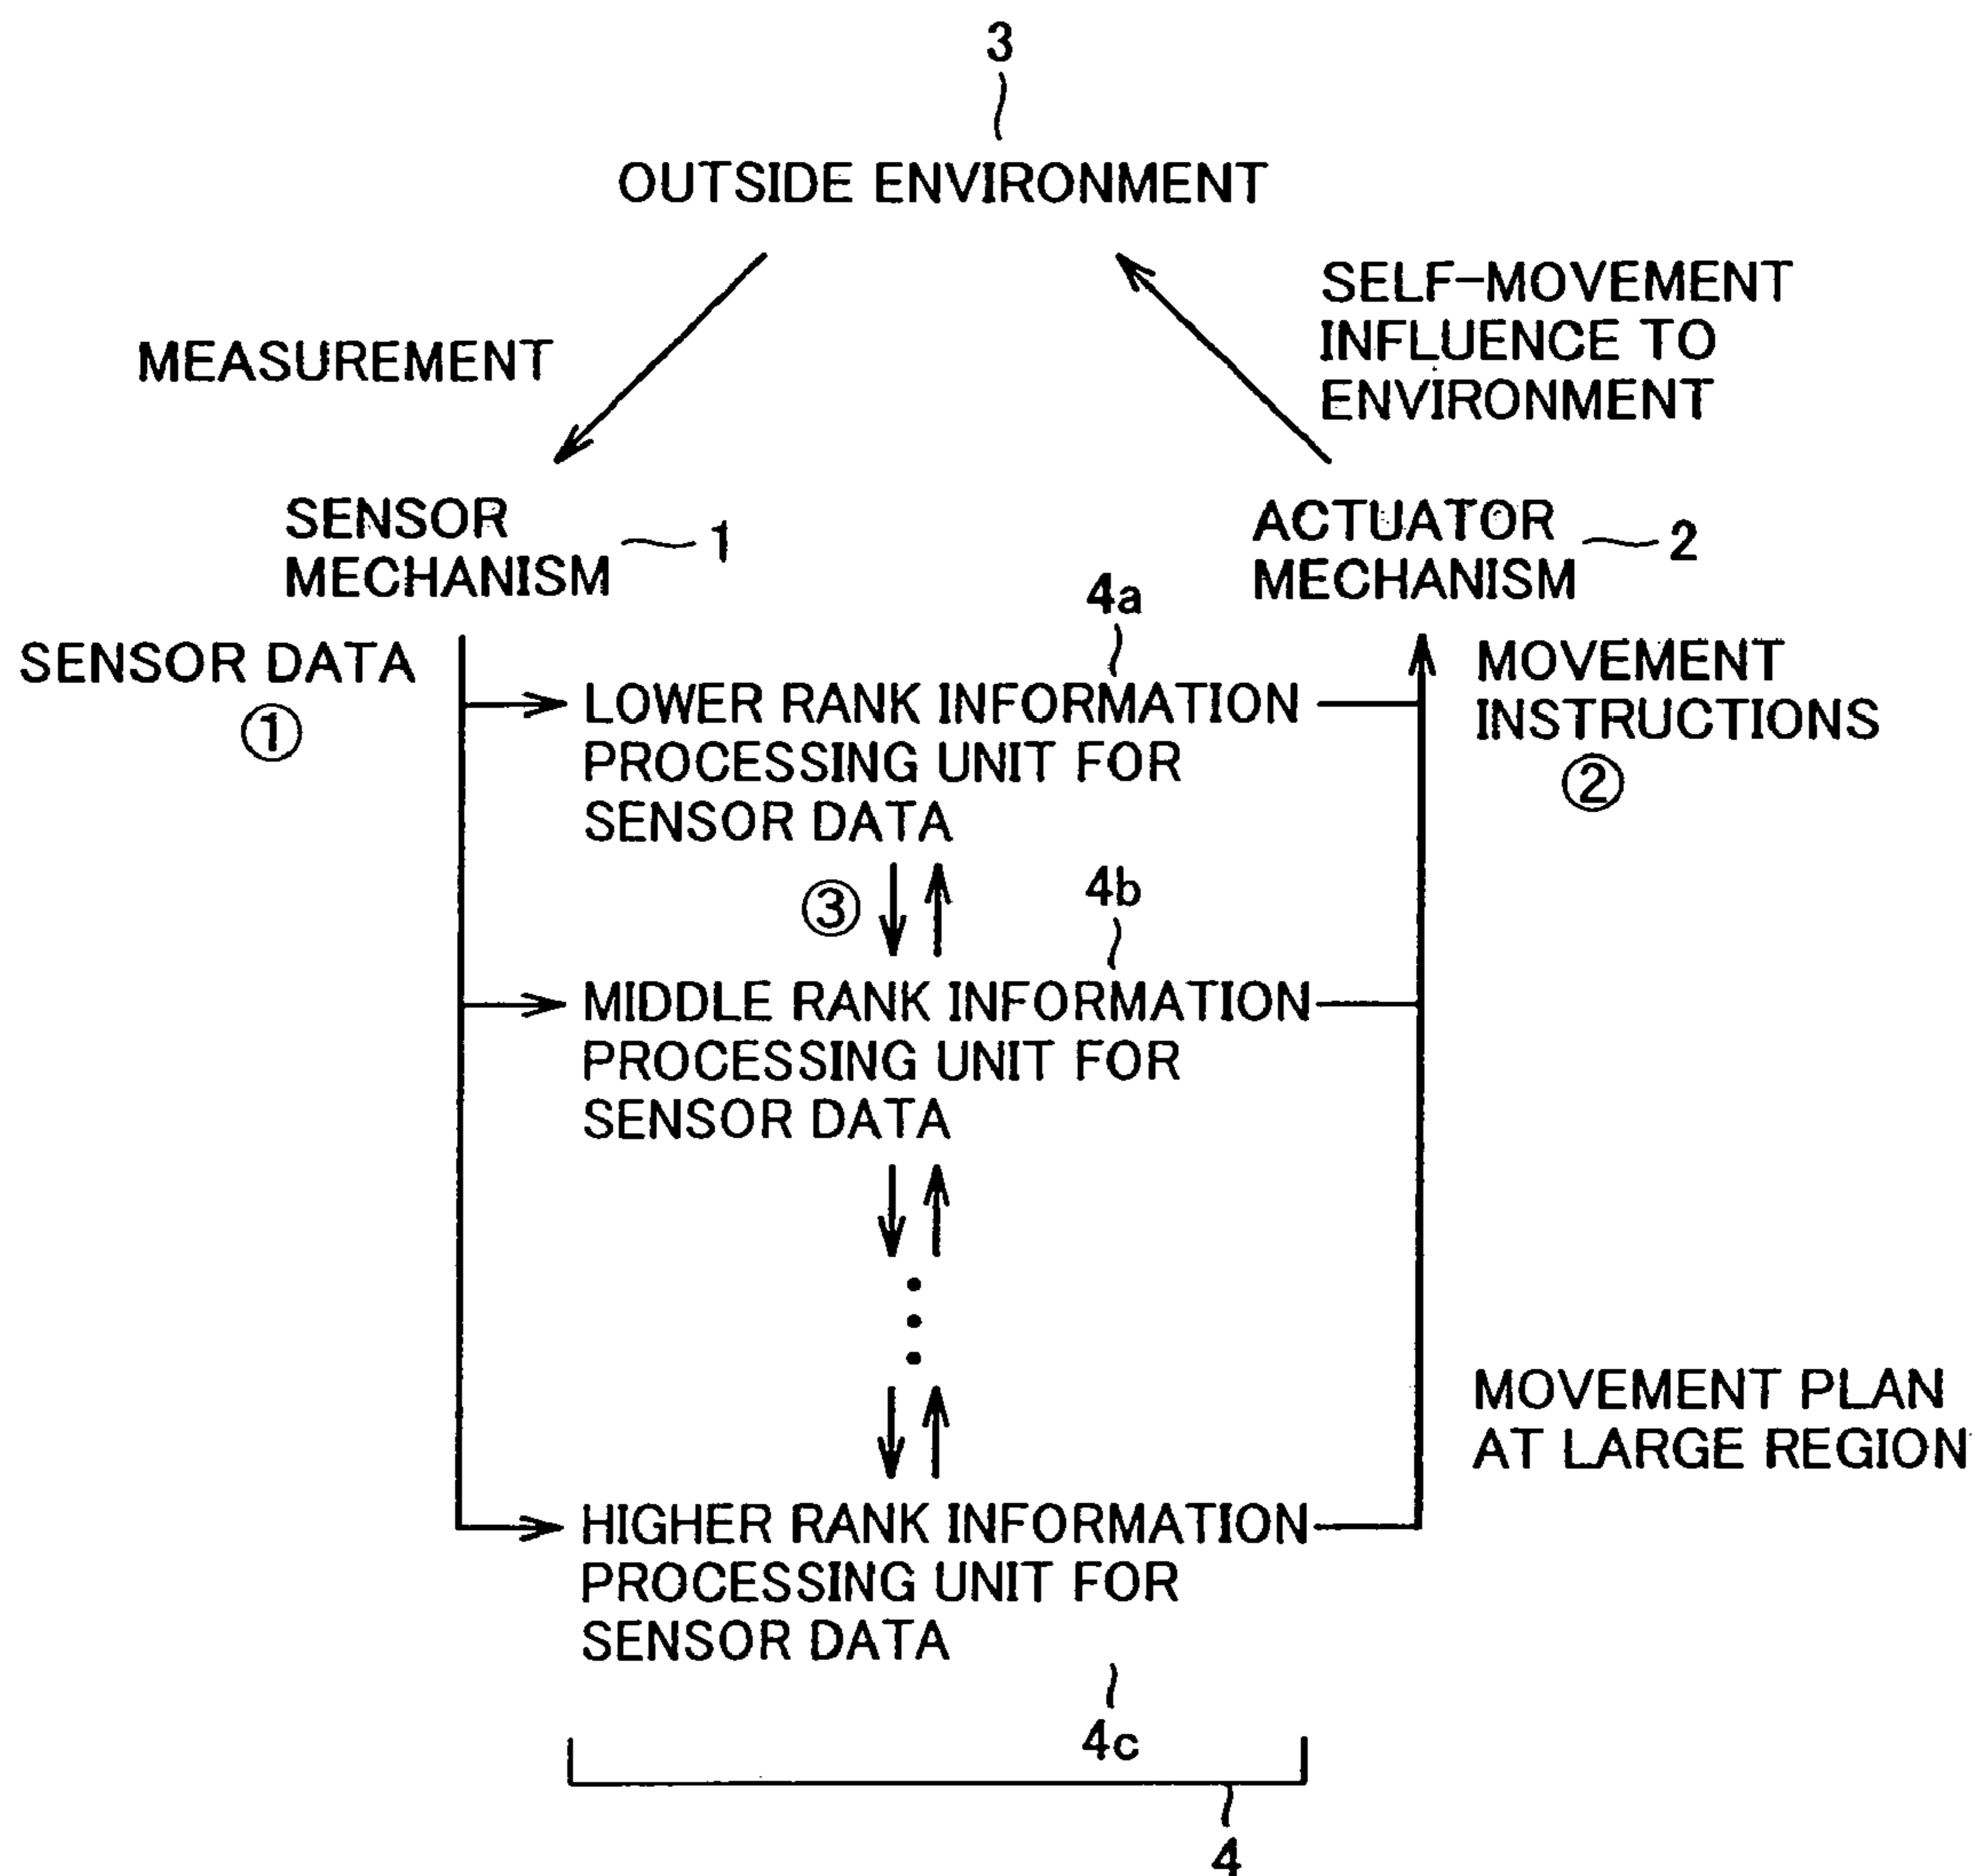 3
OUTSIDE ENVIRONMENT
MEASUREMENT
SELF-MOVEMENT
INFLUENCE TO
ENVIRONMENT
SENSOR
MECHANISM
1
ACTUATOR
MECHANISM
2
SENSOR DATA
①
4a
LOWER RANK INFORMATION
PROCESSING UNIT FOR
SENSOR DATA
MOVEMENT
INSTRUCTIONS
②
③
4b
MIDDLE RANK INFORMATION
PROCESSING UNIT FOR
SENSOR DATA
MOVEMENT PLAN
AT LARGE REGION
HIGHER RANK INFORMATION
PROCESSING UNIT FOR
SENSOR DATA
4c
4